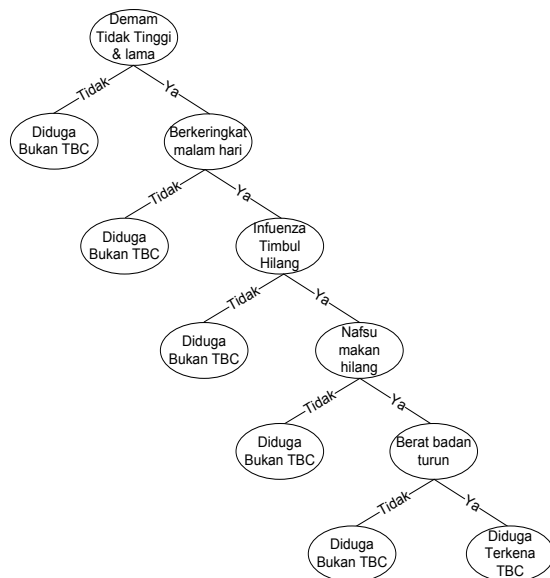 Demam
Tidak Tinggi
& lama
Tidak
Ya
Diduga
Bukan TBC
Berkeringkat
malam hari
Tidak
Ya
Diduga
Bukan TBC
Infuenza
Timbul
Hilang
Tidak
Ya
Diduga
Bukan TBC
Nafsu
makan
hilang
Tidak
Ya
Diduga
Bukan TBC
Berat badan
turun
Tidak
Ya
Diduga
Bukan TBC
Diduga
Terkena
TBC